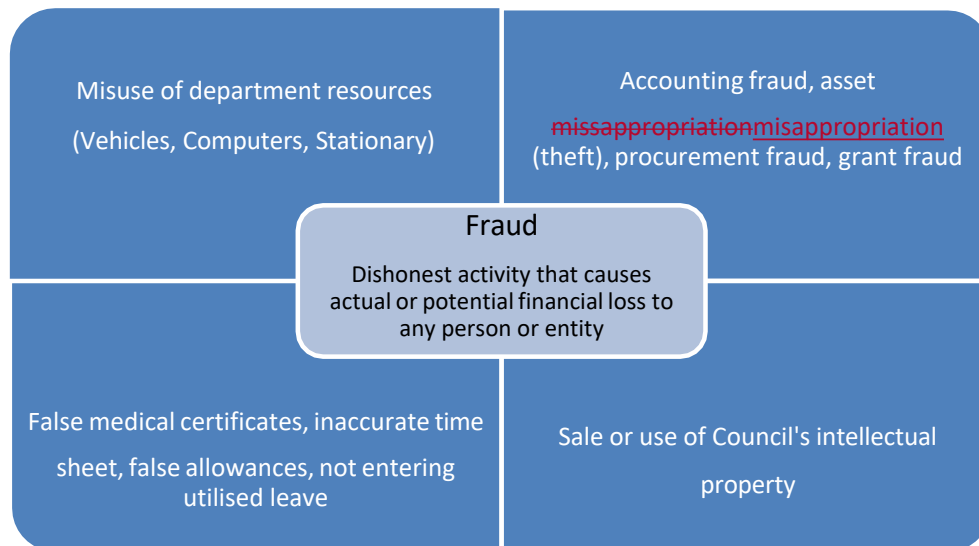 Misuse of department resources
(Vehicles, Computers, Stationary)
Accounting fraud, asset
missappropriationmisappropriation
(theft), procurement fraud, grant fraud
Fraud
Dishonest activity that causes
actual or potential financial loss to
any person or entity
False medical certificates, inaccurate time
sheet, false allowances, not entering
utilised leave
Sale or use of Council's intellectual
property